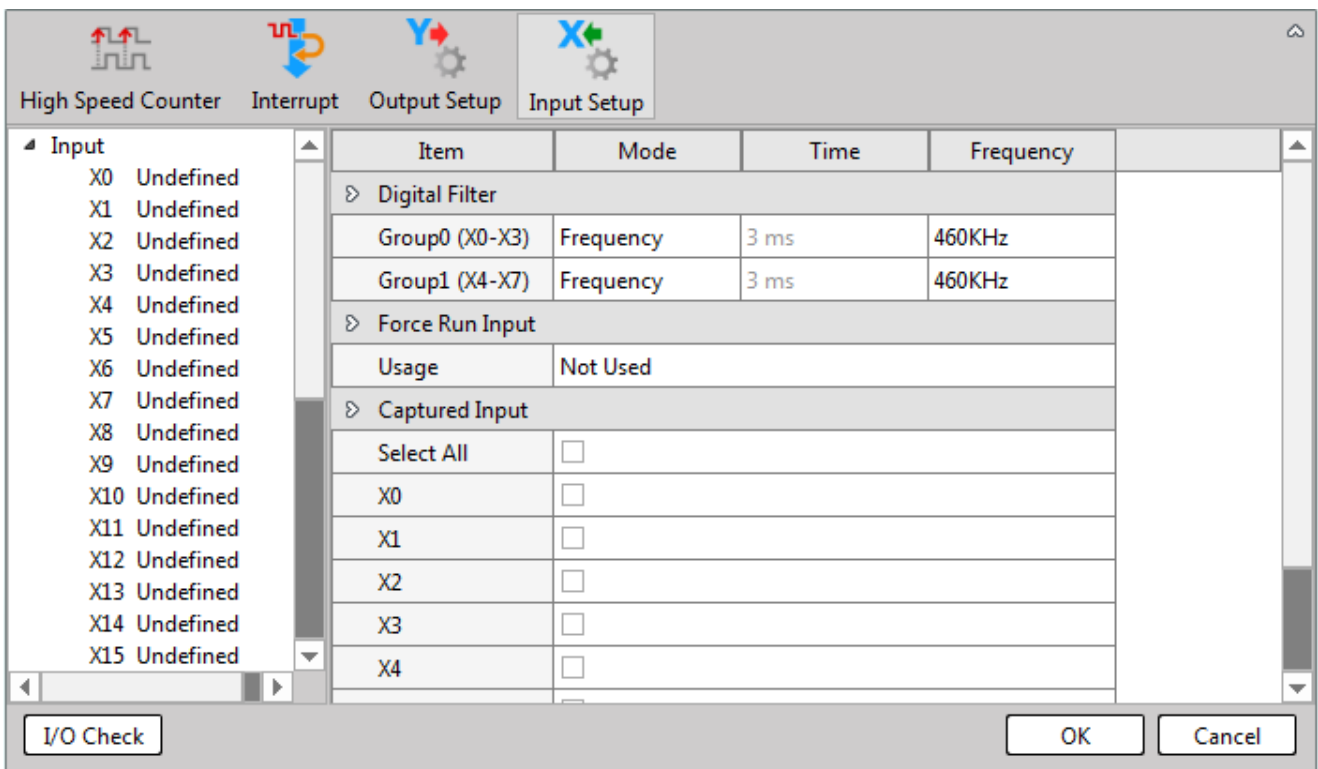 High Speed Counter Interrupt Output Setup Input Setup
Input
X0 Undefined
X1 Undefined
X2 Undefined
X3 Undefined
X4 Undefined
X5 Undefined
X6 Undefined
X7 Undefined
X8 Undefined
X9 Undefined
X10 Undefined
X11 Undefined
X12 Undefined
X13 Undefined
X14 Undefined
X15 Undefined
Item Mode Time Frequency
Digital Filter
Group0 (X0-X3) Frequency 3 ms 460KHz
Group1 (X4-X7) Frequency 3 ms 460KHz
Force Run Input
Usage Not Used
Captured Input
Select All
X0
X1
X2
X3
X4
I/O Check OK Cancel